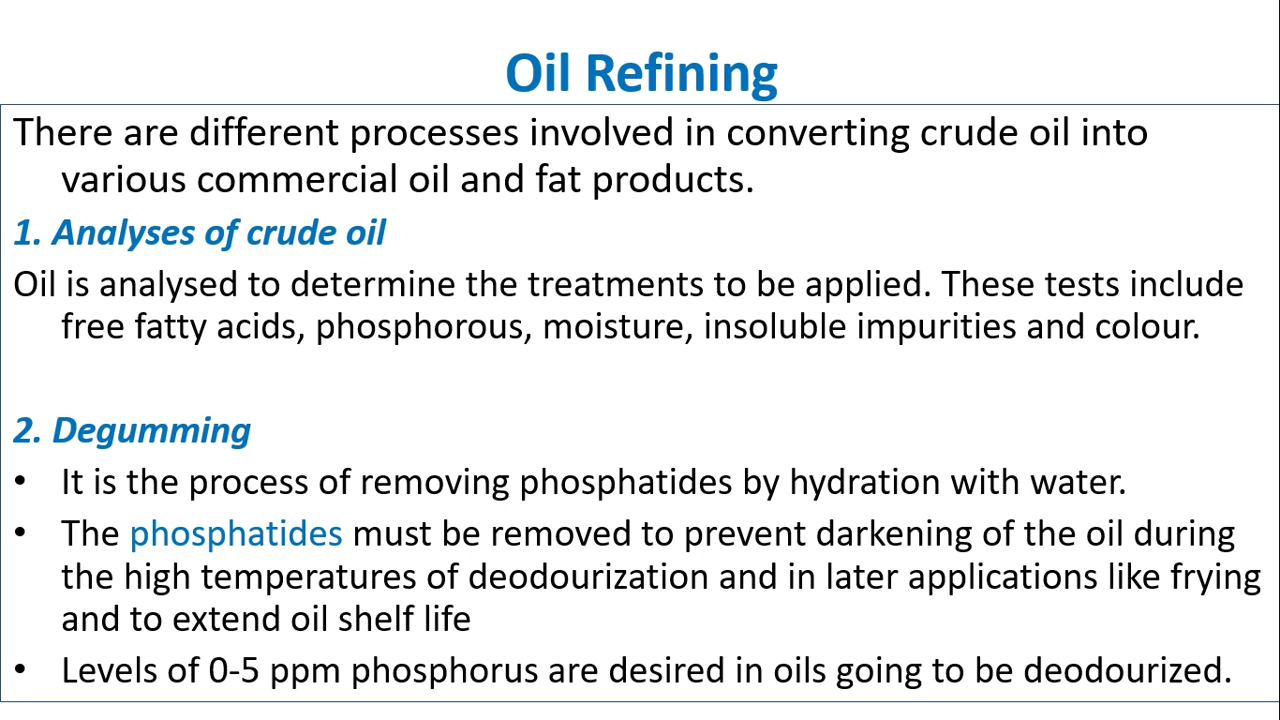 Oil Refining
There are different processes involved in converting crude oil into
various commercial oil and fat products.
1. Analyses of crude oil
Oil is analysed to determine the treatments to be applied. These tests include
free fatty acids, phosphorous, moisture, insoluble impurities and colour.
2. Degumming
• It is the process of removing phosphatides by hydration with water.
• The phosphatides must be removed to prevent darkening of the oil during
the high temperatures of deodourization and in later applications like frying
and to extend oil shelf life
• Levels of 0-5 ppm phosphorus are desired in oils going to be deodourized.